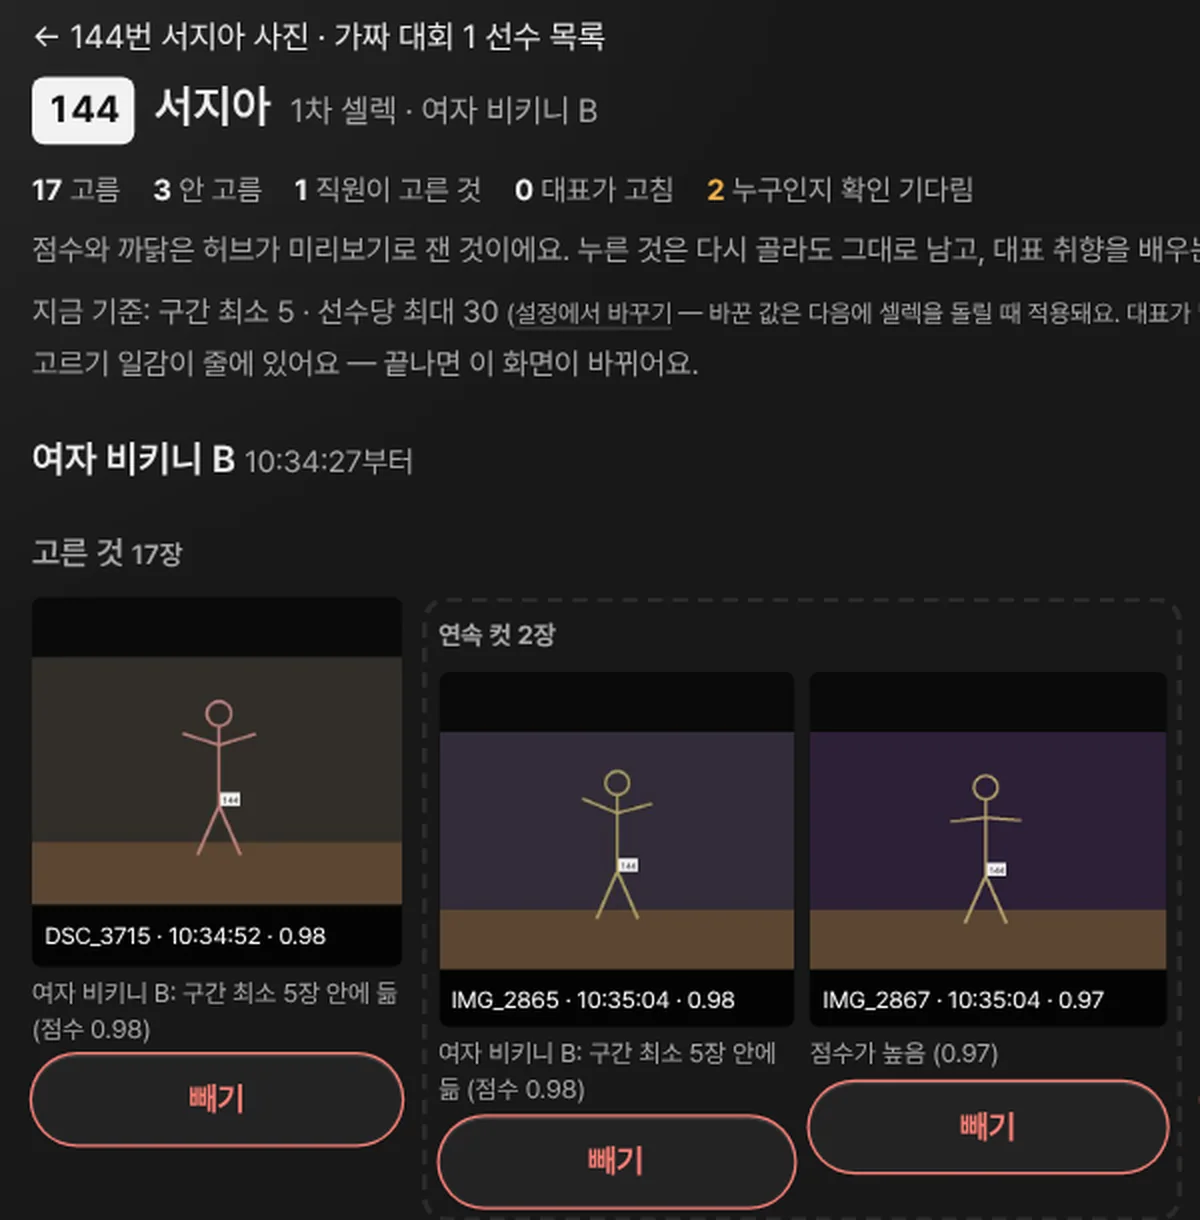 ← 144번 서지아 사진 · 가짜 대회 1 선수 목록
144 서지아 1차 셀렉 · 여자 비키니 B
17 고름 3 안 고름 1 직원이 고른 것 0 대표가 고침 2 누구인지 확인 기다림
점수와 까닭은 허브가 미리보기로 잰 것이에요. 누른 것은 다시 골라도 그대로 남고, 대표 취향을
지금 기준: 구간 최소 5 · 선수당 최대 30 (설정에서 바꾸기 — 바꾼 값은 다음에 셀렉을 돌릴 때 적용돼요. 대표가
고르기 일감이 줄에 있어요 — 끝나면 이 화면이 바뀌어요.
여자 비키니 B 10:34:27부터
고른 것 17장
144
DSC_3715 · 10:34:52 · 0.98
여자 비키니 B: 구간 최소 5장 안에 듦
(점수 0.98)
빼기
연속 컷 2장
144
IMG_2865 · 10:35:04 · 0.98
여자 비키니 B: 구간 최소 5장 안에
듦 (점수 0.98)
빼기
144
IMG_2867 · 10:35:04 · 0.97
점수가 높음 (0.97)
빼기